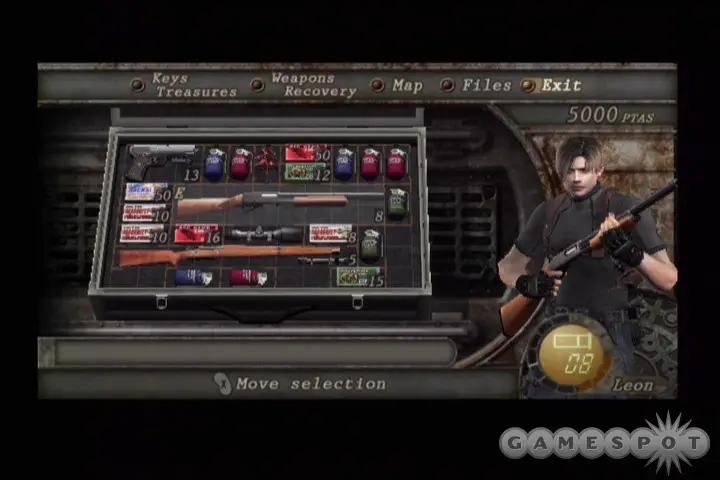 Keys
Treasures
Weapons
Recovery
Map
Files
Exit
5000 PTAS
13
50
12
50
E
10
8
10
16
8
5
15
08
Move selection
Leon
GAMESPOT